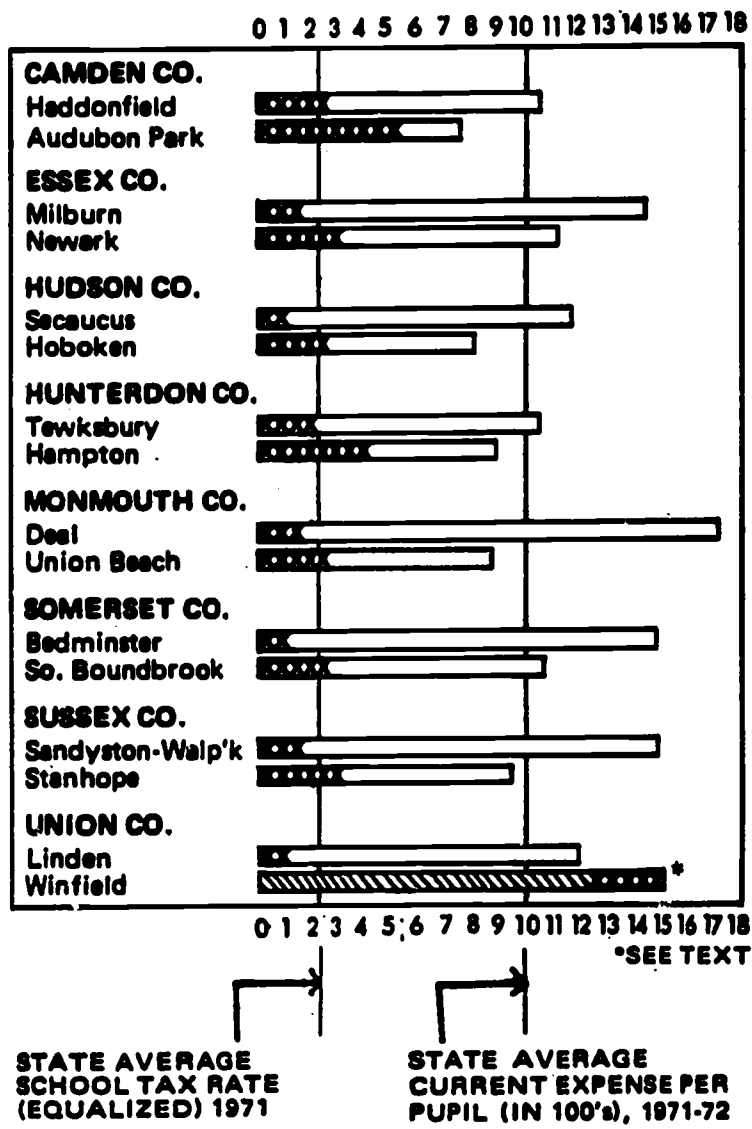 0 1 2 3 4 5 6 7 8 9 10 11 12 13 14 15 16 17 18
CAMDEN CO.
Haddonfield
Audubon Park
ESSEX CO.
Milburn
Newark
HUDSON CO.
Secaucus
Hoboken
HUNTERDON CO.
Tewksbury
Hampton
MONMOUTH CO.
Deal
Union Beach
SOMERSET CO.
Bedminster
So. Boundbrook
SUSSEX CO.
Sandyston-Walp'k
Stanhope
UNION CO.
Linden
Winfield *
0 1 2 3 4 5 6 7 8 9 10 11 12 13 14 15 16 17 18
*SEE TEXT
STATE AVERAGE
SCHOOL TAX RATE
(EQUALIZED) 1971
STATE AVERAGE
CURRENT EXPENSE PER
PUPIL (IN 100's), 1971-72